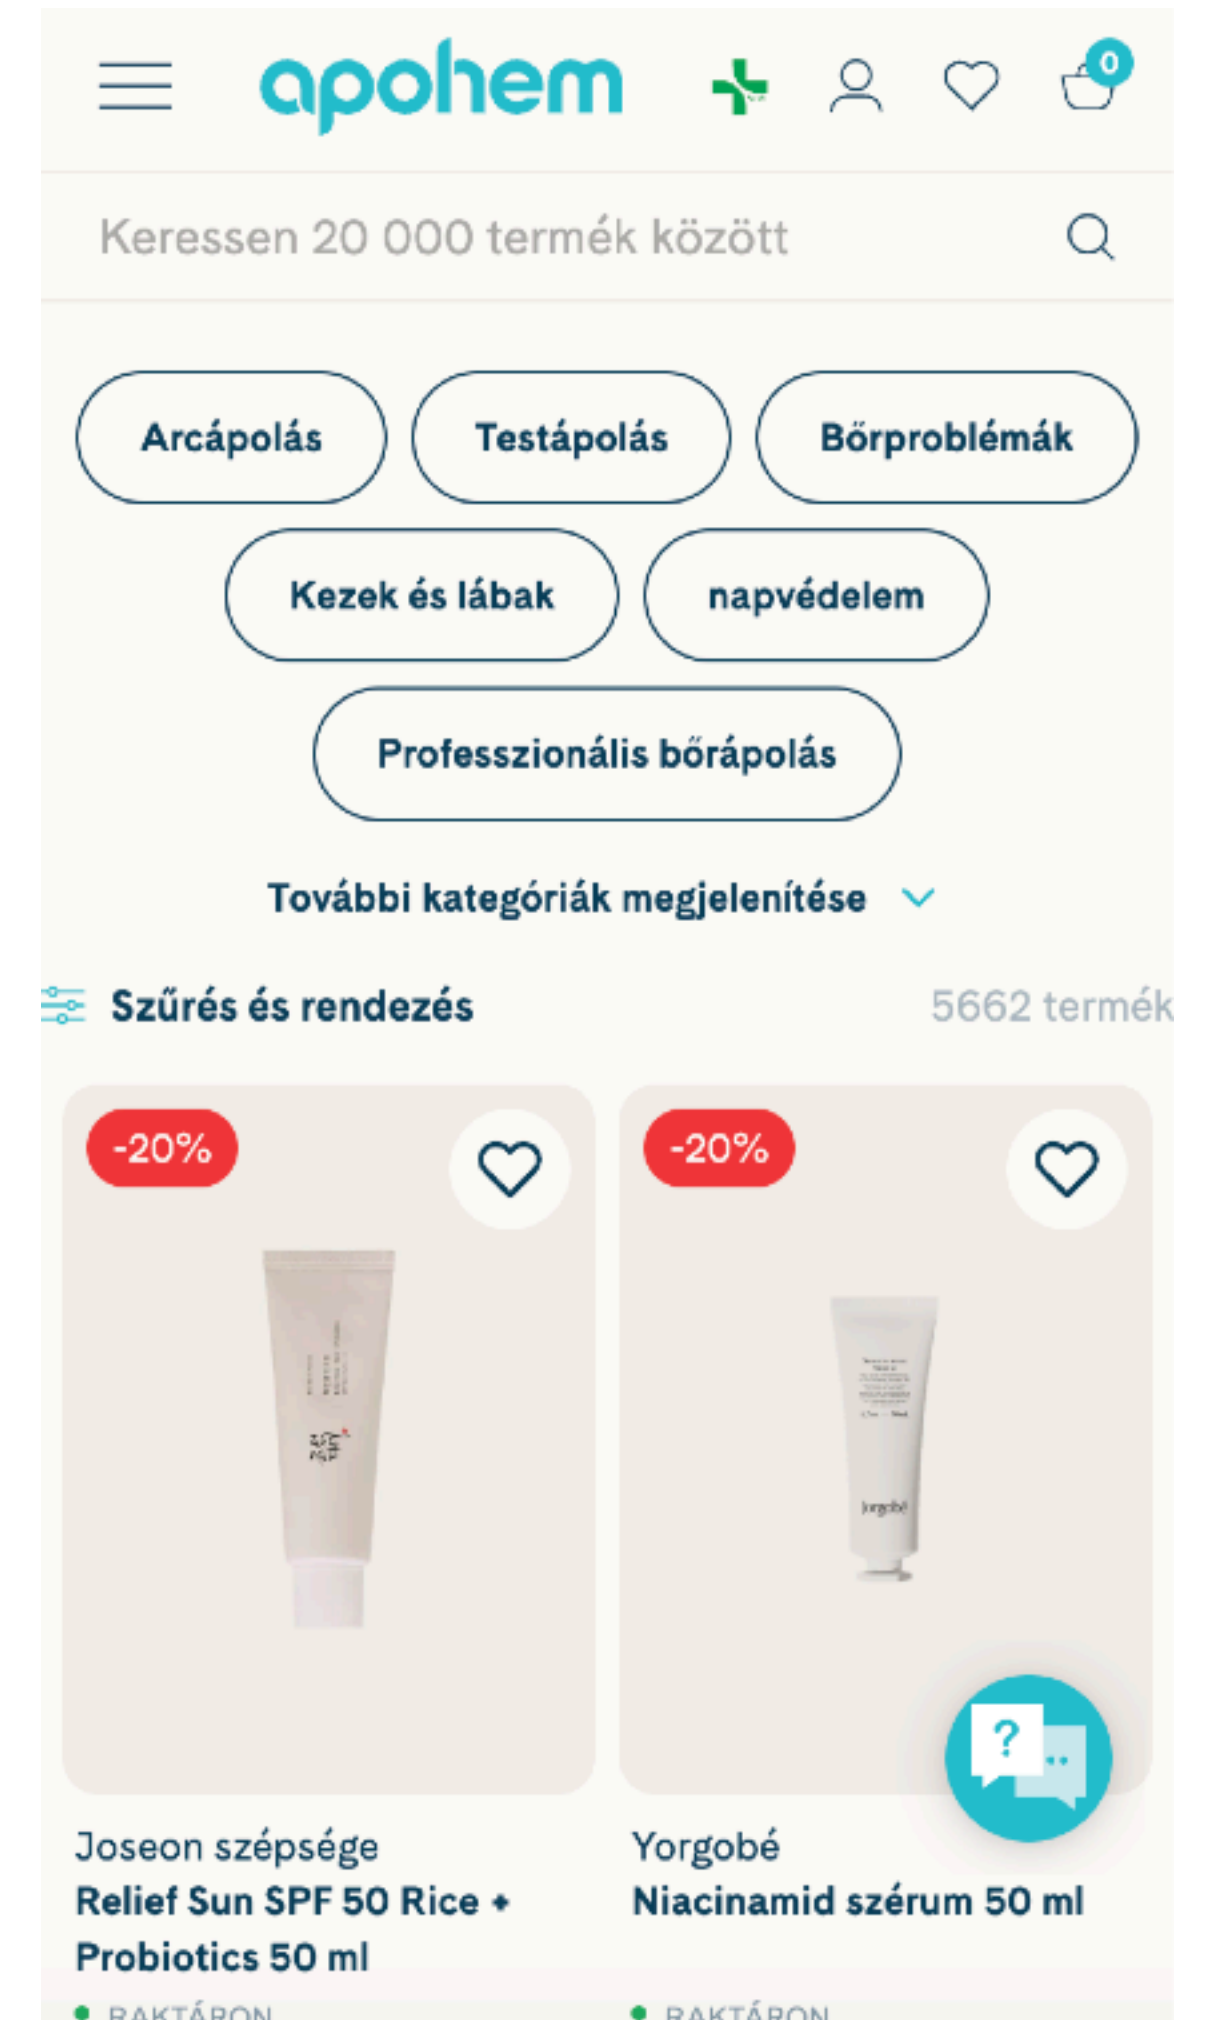 apohem
0
Keressen 20 000 termék között
Arcápolás
Testápolás
Bőrproblémák
Kezek és lábak
napvédelem
Professzionális bőrápolás
További kategóriák megjelenítése
Szűrés és rendezés
5662 termék
-20%
-20%
yorgobé
?
Joseon szépsége
Relief Sun SPF 50 Rice +
Probiotics 50 ml
RAKTÁRON
Yorgobé
Niacinamid szérum 50 ml
RAKTÁRON